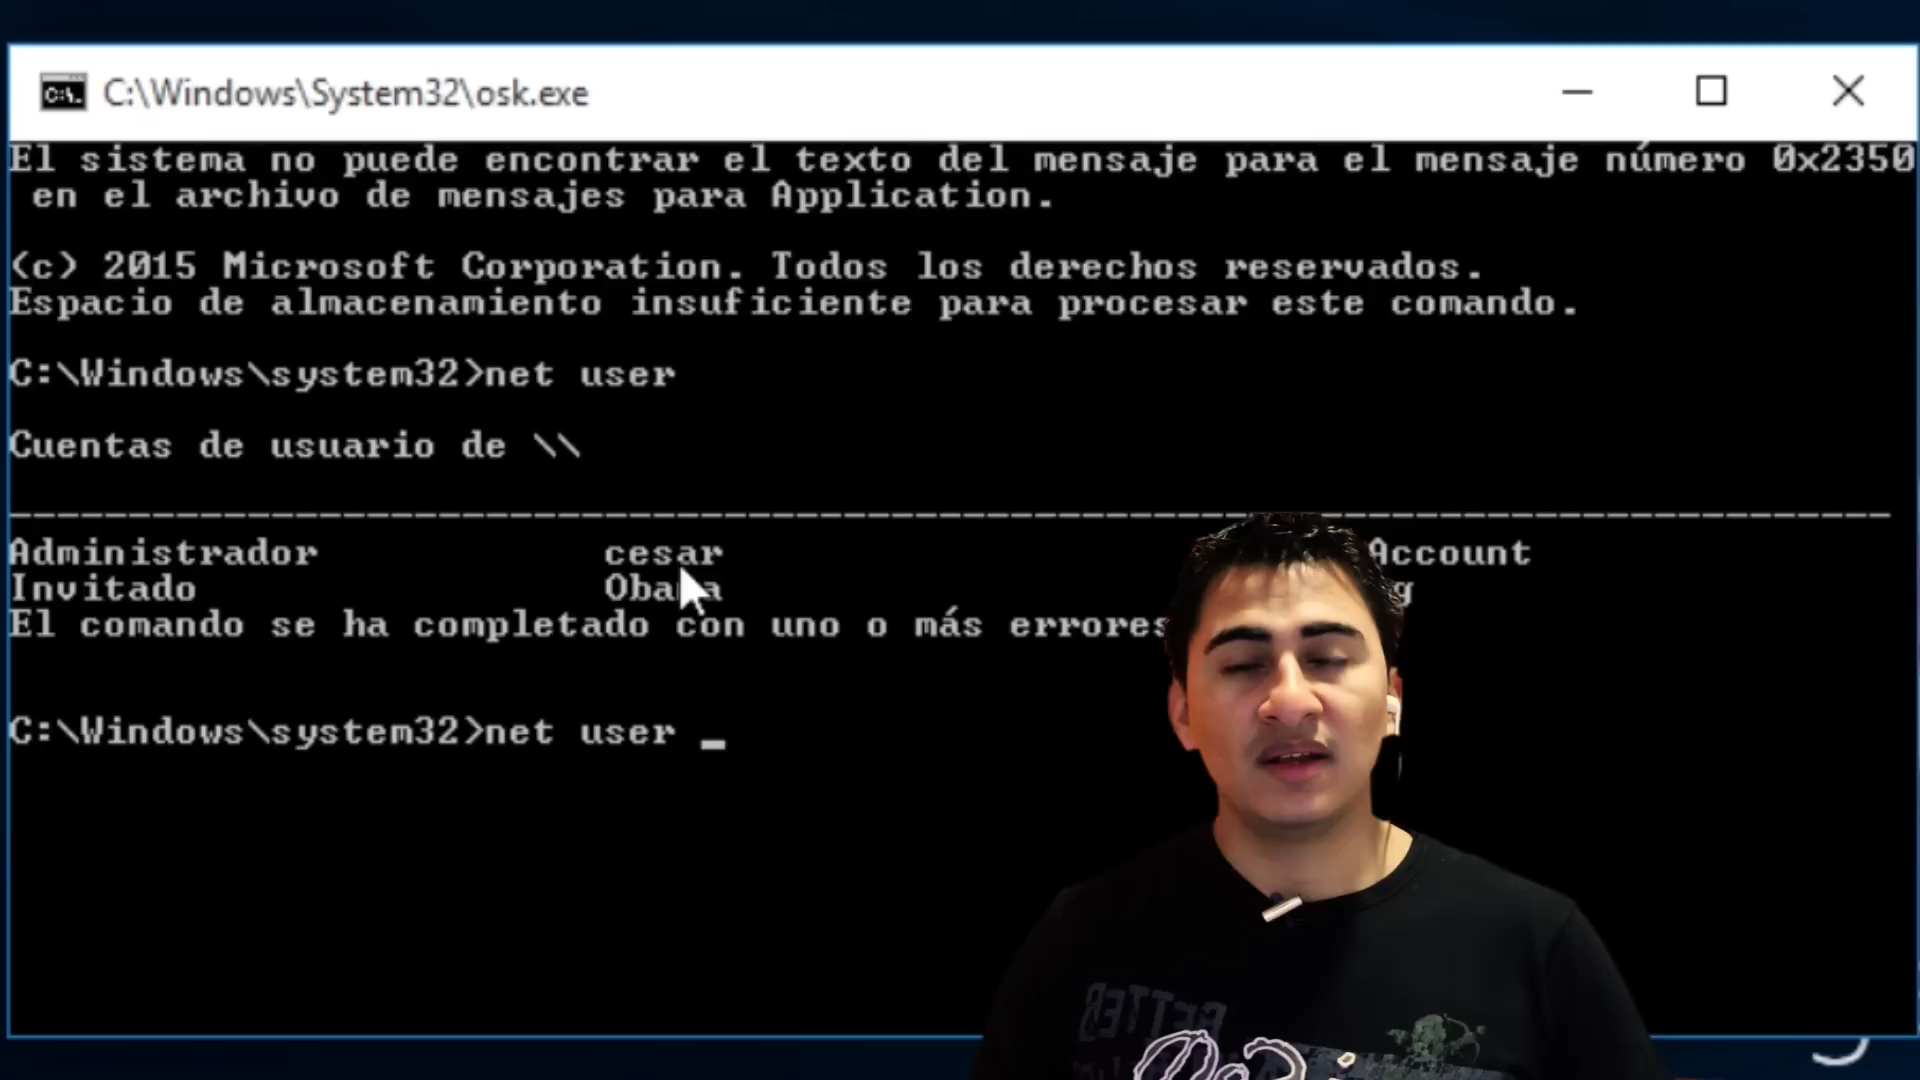 C:\Windows\System32\osk.exe
El sistema no puede encontrar el texto del mensaje para el mensaje número 0x2350
en el archivo de mensajes para Application.
(c) 2015 Microsoft Corporation. Todos los derechos reservados.
Espacio de almacenamiento insuficiente para procesar este comando.
C:\Windows\system32>net user
Cuentas de usuario de \\
--------------------------------------------------------------------------------
Administrador cesar Account
Invitado
El comando se ha completado con uno o más errores
C:\Windows\system32>net user _